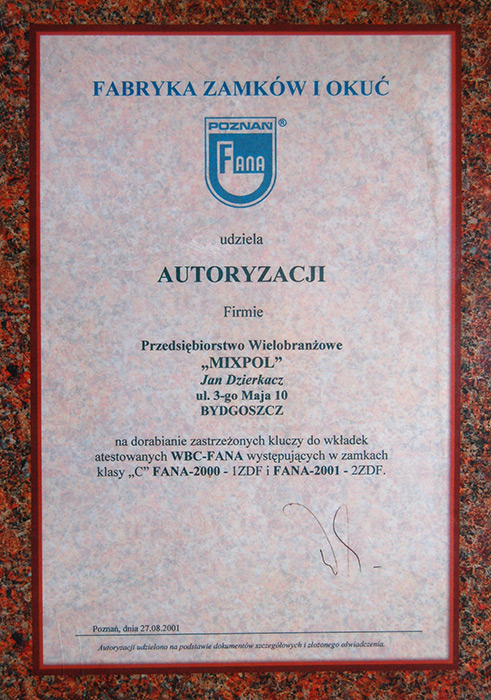 FABRYKA ZAMKÓW I OKUĆ
POZNAŃ ®
FANA
udziela
AUTORYZACJI
Firmie
Przedsiębiorstwo Wielobranżowe
„MIXPOL”
Jan Dzierkacz
ul. 3-go Maja 10
BYDGOSZCZ
na dorabianie zastrzeżonych kluczy do wkładek
atestowanych WBC-FANA występujących w zamkach
klasy „C” FANA-2000 - 1ZDF i FANA-2001 - 2ZDF.
Poznań, dnia 27.08.2001
Autoryzacji udzielono na podstawie dokumentów szczegółowych i złożonego oświadczenia.